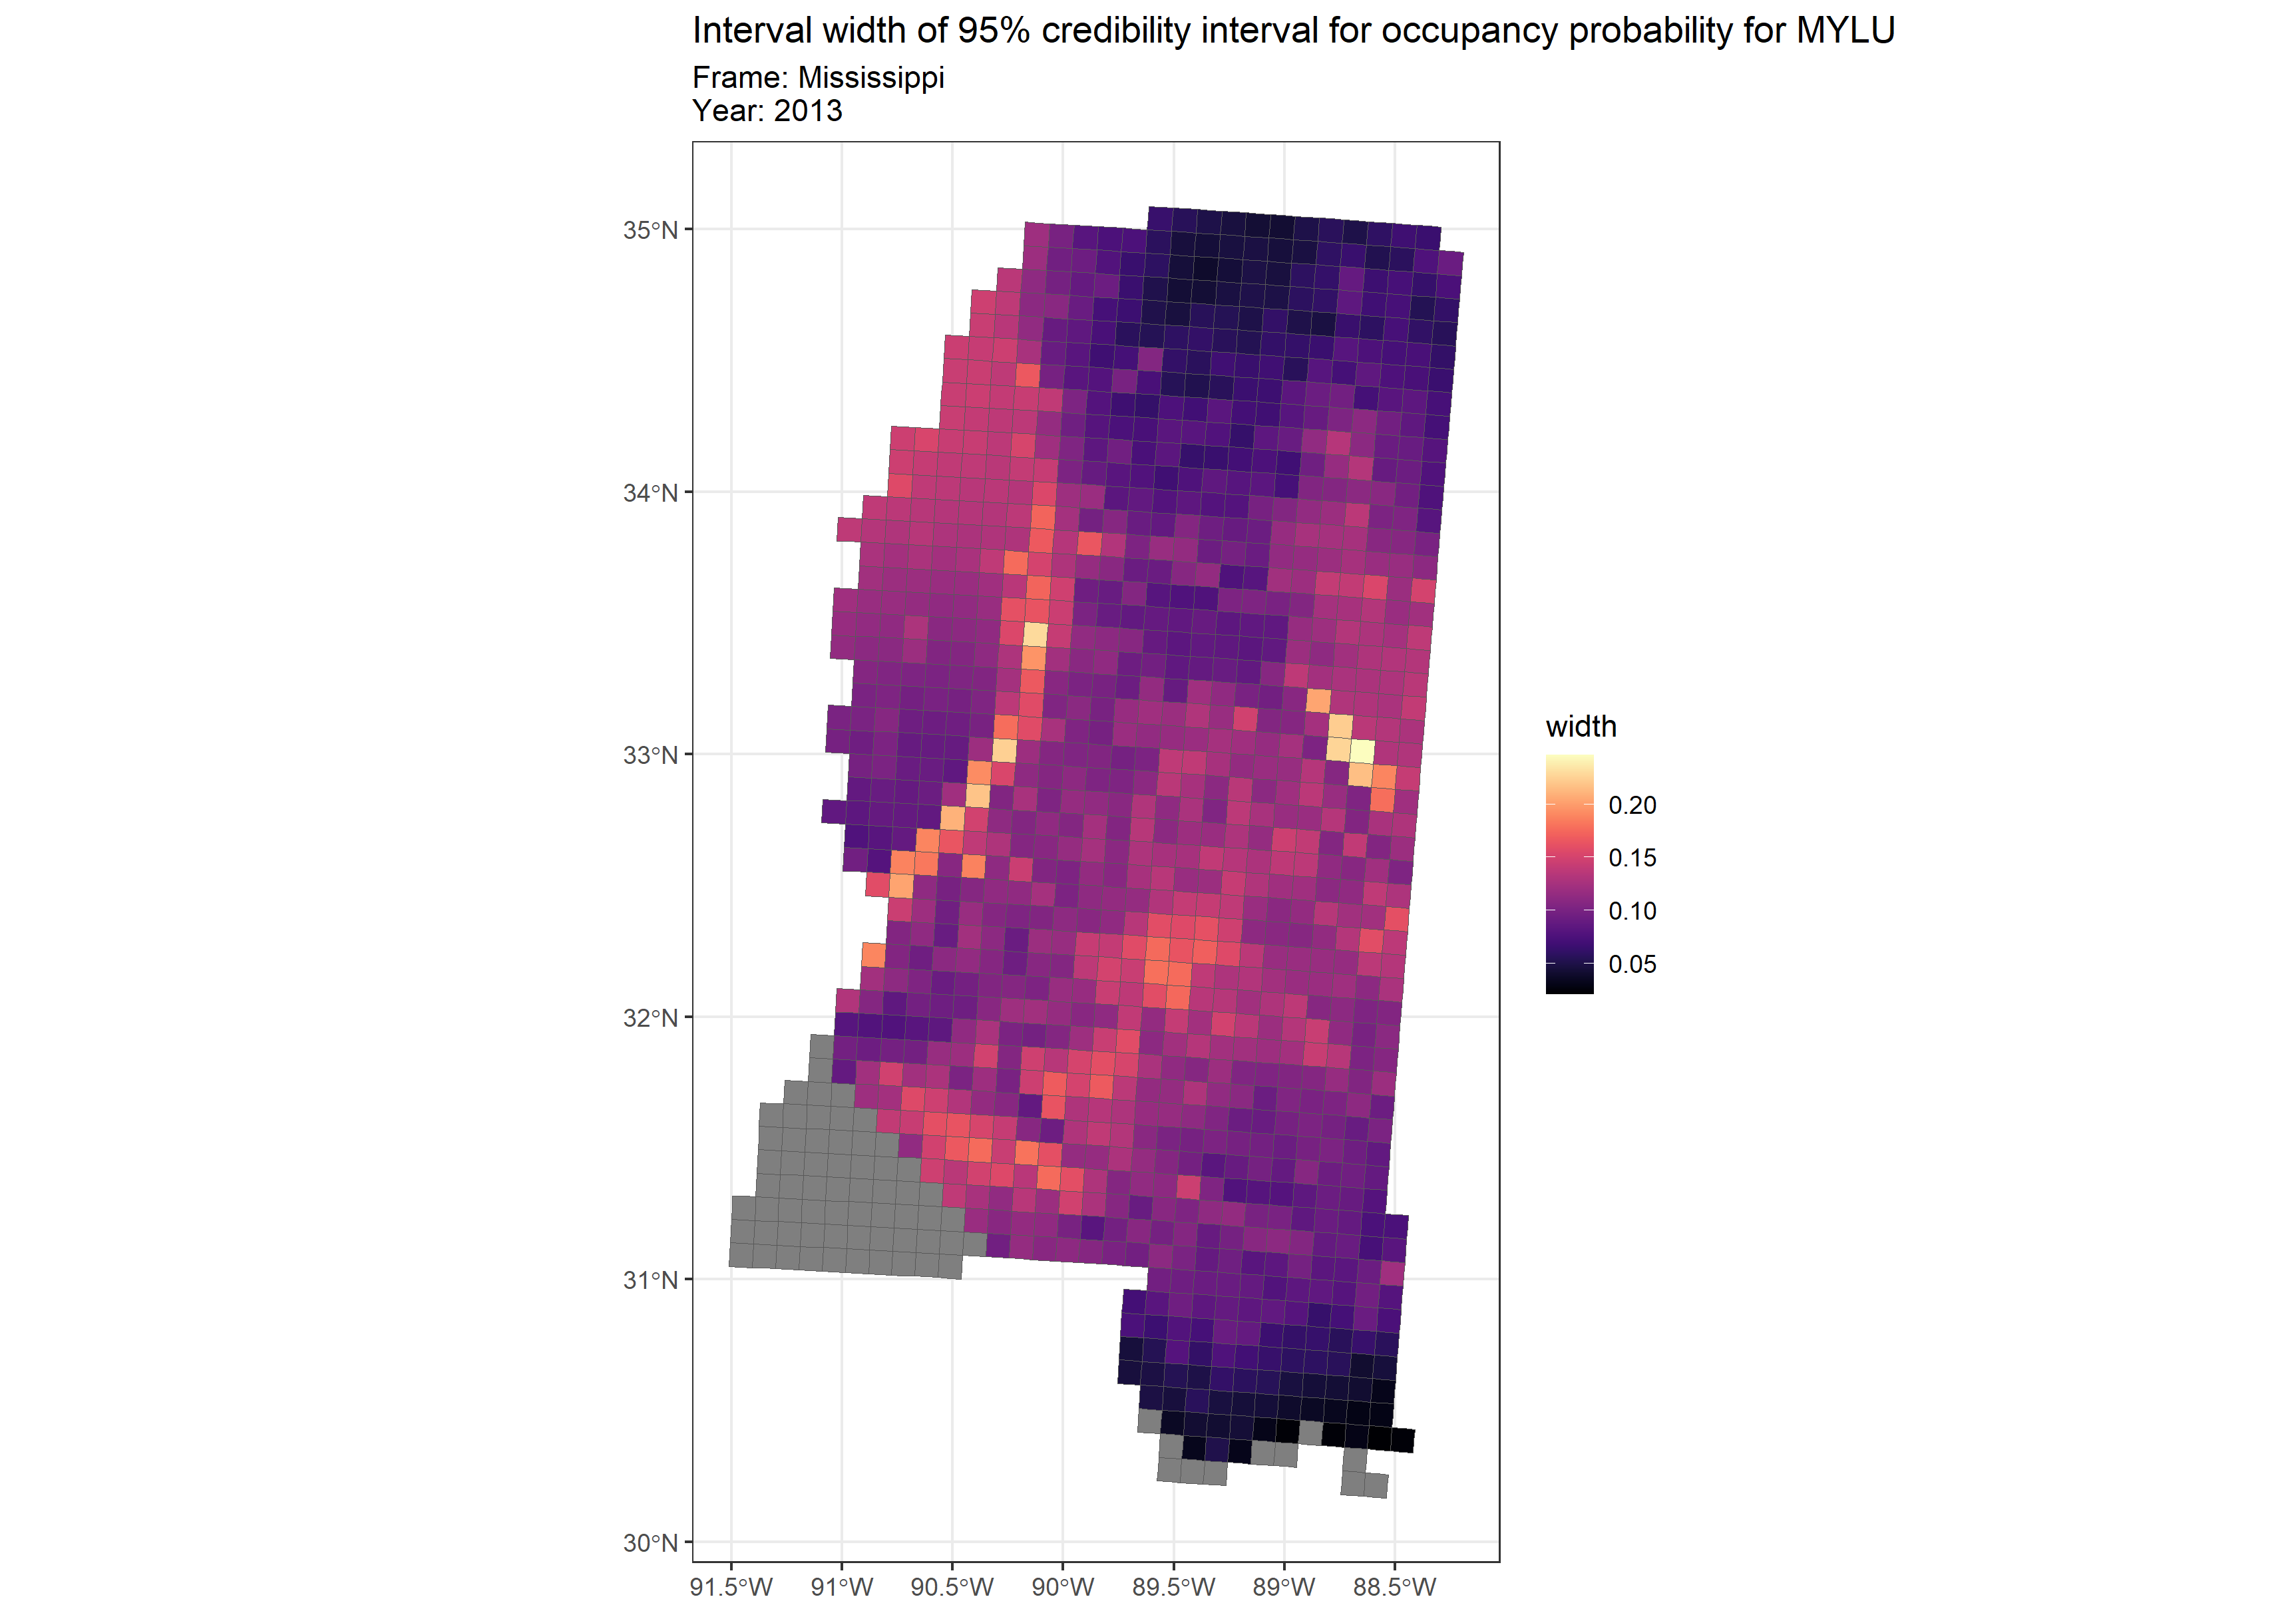 Interval width of 95% credibility interval for occupancy probability for MYLU
Frame: Mississippi
Year: 2013
35°N
34°N
33°N
32°N
31°N
30°N
91.5°W
91°W
90.5°W
90°W
89.5°W
89°W
88.5°W
width
0.20
0.15
0.10
0.05